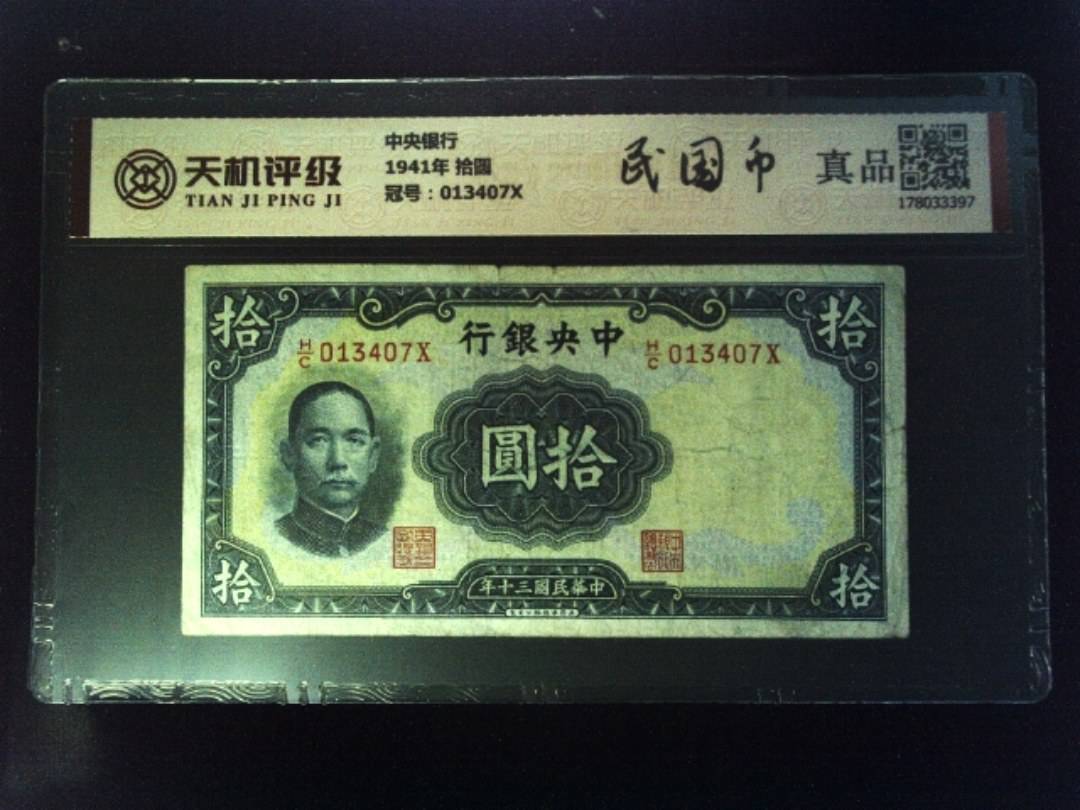 天机评级
TIAN JI PING JI
中央银行
1941年 拾圓
冠号：013407X
民国币
真品
178033397
拾
拾
行銀央中
H/C 013407X
H/C 013407X
圓拾
年十三國民華中
拾
拾